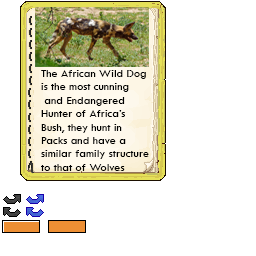 The African Wild Dog
is the most cunning
and Endangered
Hunter of Africa's
Bush, they hunt in
Packs and have a
similar family structure
to that of Wolves